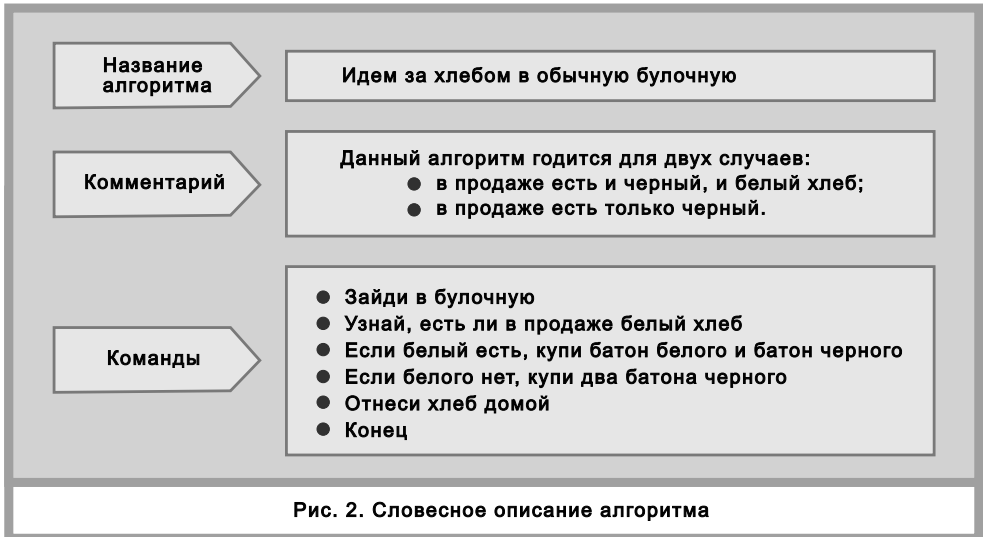 Название
алгоритма
Идем за хлебом в обычную булочную
Комментарий
Данный алгоритм годится для двух случаев:
● в продаже есть и черный, и белый хлеб;
● в продаже есть только черный.
Команды
● Зайди в булочную
● Узнай, есть ли в продаже белый хлеб
● Если белый есть, купи батон белого и батон черного
● Если белого нет, купи два батона черного
● Отнеси хлеб домой
● Конец
Рис. 2. Словесное описание алгоритма